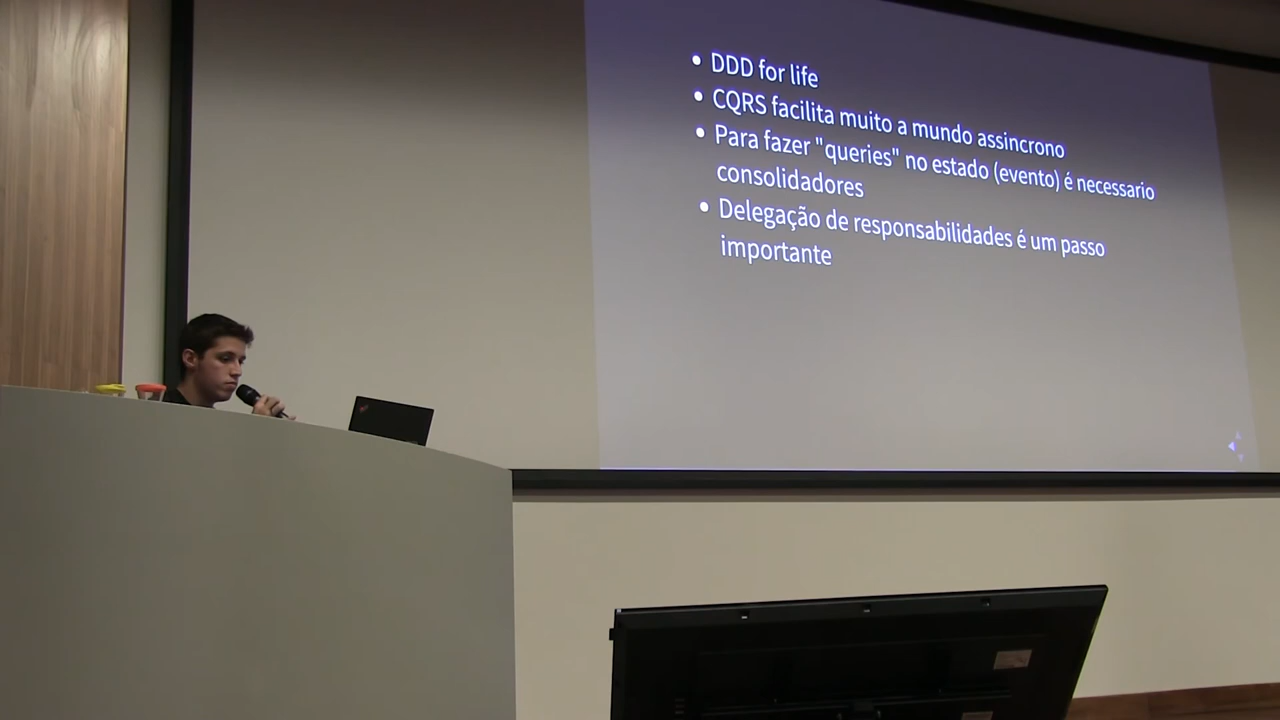 DDD for life
CQRS facilita muito a mundo assincrono
Para fazer "queries" no estado (evento) é necessario
consolidadores
Delegação de responsabilidades é um passo
importante